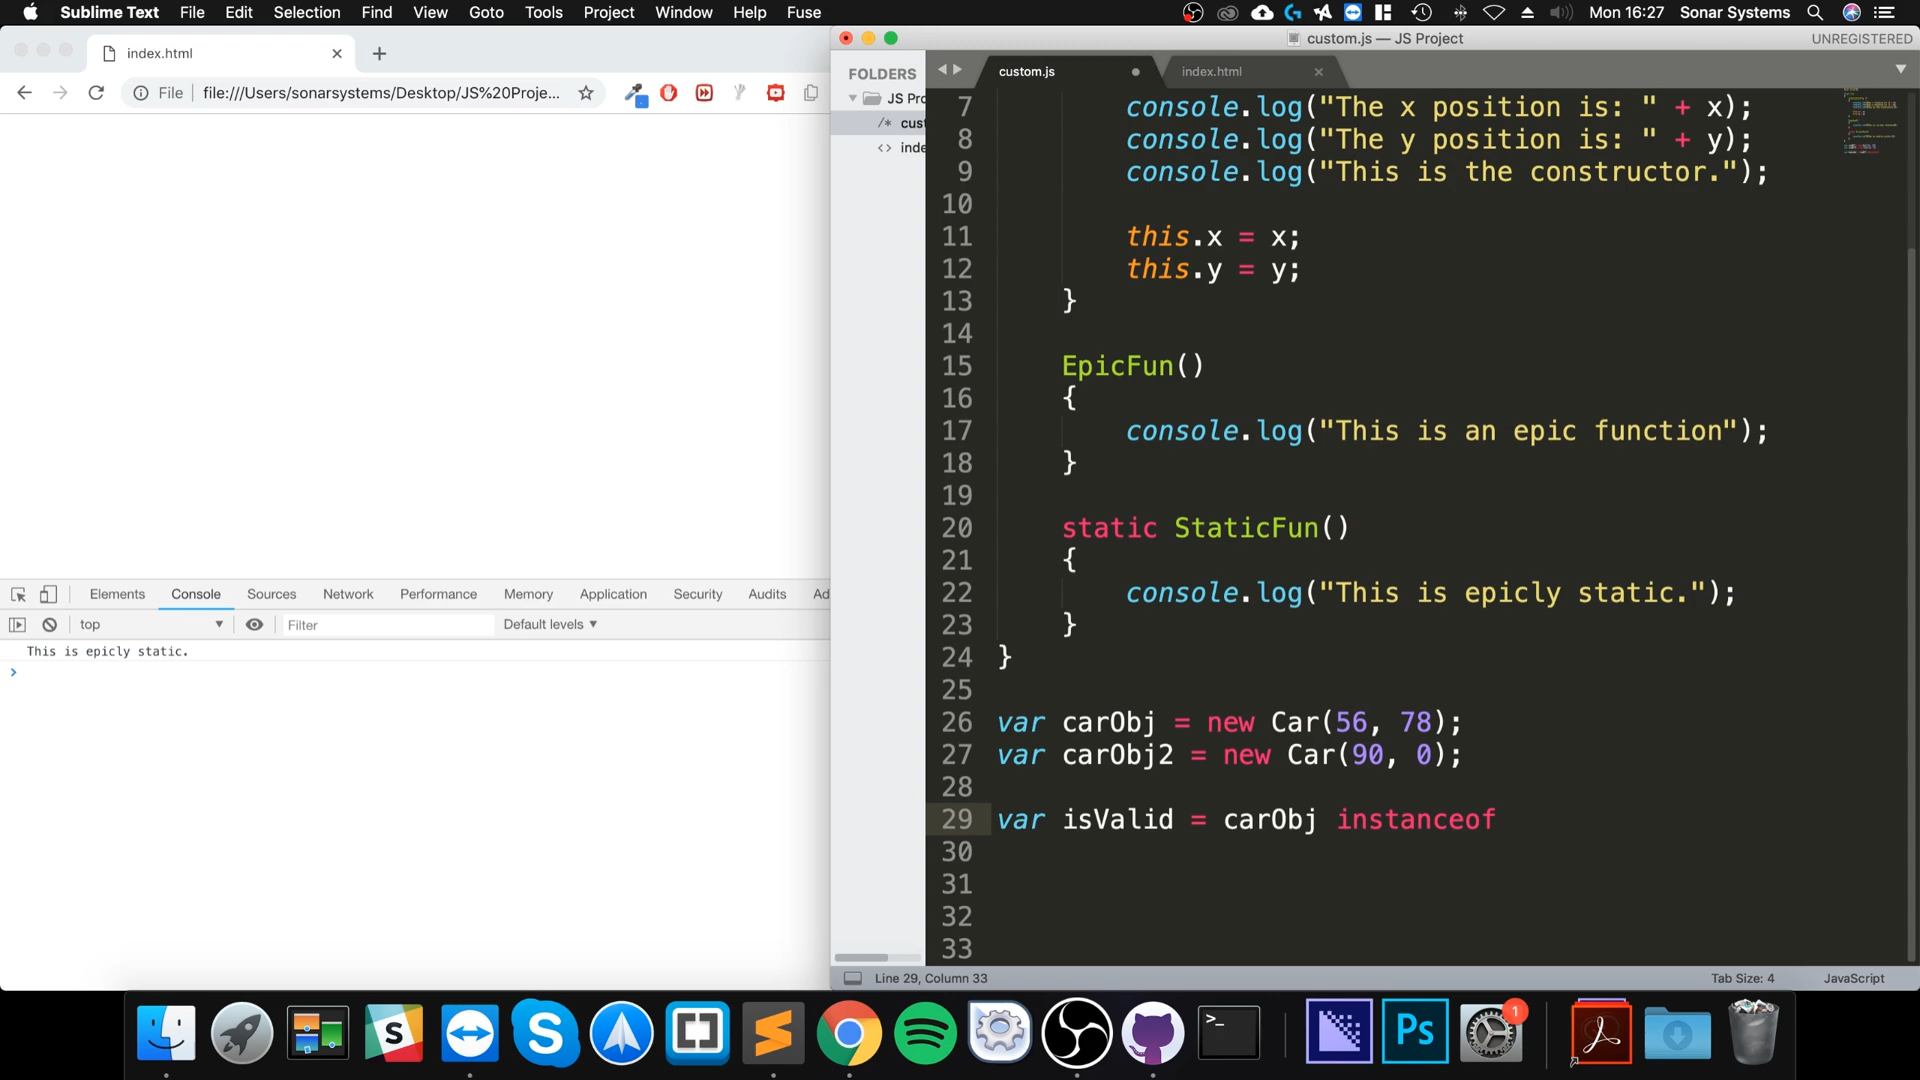 Sublime Text File Edit Selection Find View Goto Tools Project Window Help Fuse Mon 16:27 Sonar Systems
index.html
File file:///Users/sonarsystems/Desktop/JS%20Proje...
Elements Console Sources Network Performance Memory Application Security Audits Ad
top Filter Default levels
This is epicly static.
custom.js — JS Project UNREGISTERED
FOLDERS
JS Pro
/* cust
<> inde
custom.js index.html
7 console.log("The x position is: " + x);
8 console.log("The y position is: " + y);
9 console.log("This is the constructor.");
10
11 this.x = x;
12 this.y = y;
13 }
14
15 EpicFun()
16 {
17 console.log("This is an epic function");
18 }
19
20 static StaticFun()
21 {
22 console.log("This is epicly static.");
23 }
24 }
25
26 var carObj = new Car(56, 78);
27 var carObj2 = new Car(90, 0);
28
29 var isValid = carObj instanceof
30
31
32
33
Line 29, Column 33 Tab Size: 4 JavaScript
S
S
>_
Ps
1